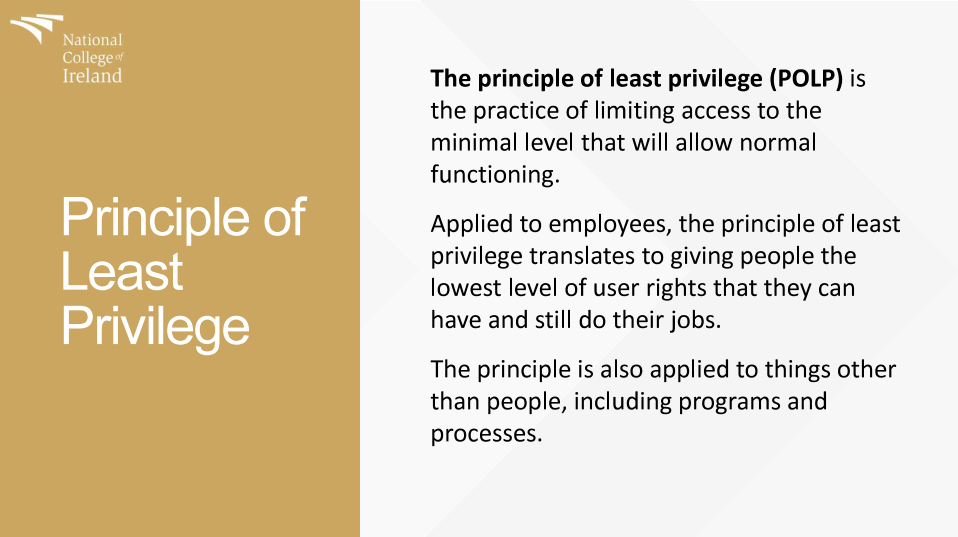 National
College of
Ireland
Principle of
Least
Privilege
The principle of least privilege (POLP) is
the practice of limiting access to the
minimal level that will allow normal
functioning.
Applied to employees, the principle of least
privilege translates to giving people the
lowest level of user rights that they can
have and still do their jobs.
The principle is also applied to things other
than people, including programs and
processes.